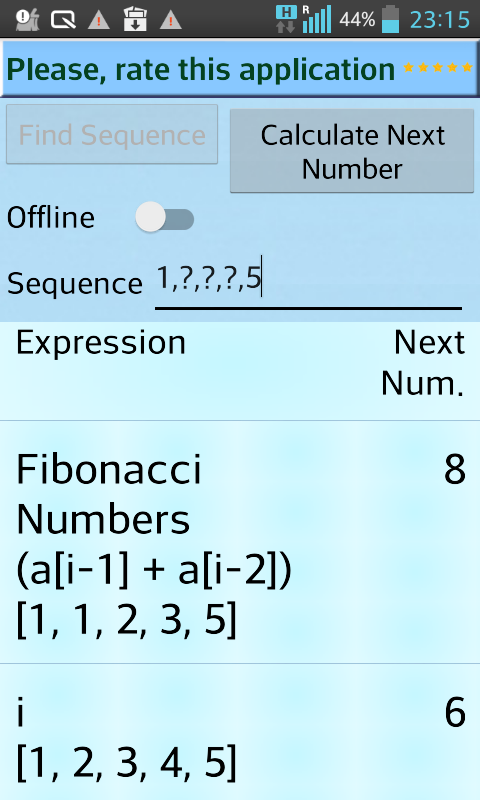 H R 44% 23:15
Please, rate this application
Find Sequence
Calculate Next
Number
Offline
Sequence 1,?,?,?,5
Expression Next
Num.
Fibonacci 8
Numbers
(a[i-1] + a[i-2])
[1, 1, 2, 3, 5]
i 6
[1, 2, 3, 4, 5]